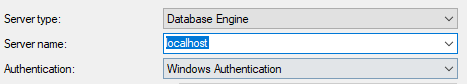 Server type: Database Engine
Server name: localhost
Authentication: Windows Authentication